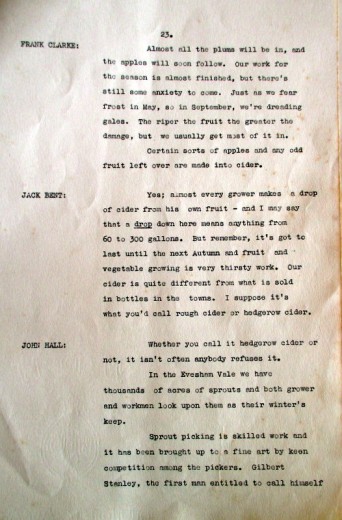 23.
FRANK CLARKE: Almost all the plums will be in, and
the apples will soon follow. Our work for
the season is almost finished, but there's
still some anxiety to come. Just as we fear
frost in May, so in September, we're dreading
gales. The riper the fruit the greater the
damage, but we usually get most of it in.
Certain sorts of apples and any odd
fruit left over are made into cider.
JACK BEST: Yes; almost every grower makes a drop
of cider from his own fruit - and I may say
that a drop down here means anything from
60 to 300 gallons. But remember, it's got to
last until the next Autumn and fruit and
vegetable growing is very thirsty work. Our
cider is quite different from what is sold
in bottles in the towns. I suppose it's
what you'd call rough cider or hedgerow cider.
JOHN HALL: Whether you call it hedgerow cider or
not, it isn't often anybody refuses it.
In the Evesham Vale we have
thousands of acres of sprouts and both grower
and workmen look upon them as their winter's
keep.
Sprout picking is skilled work and
it has been brought up to a fine art by keen
competition among the pickers. Gilbert
Stanley, the first man entitled to call himself